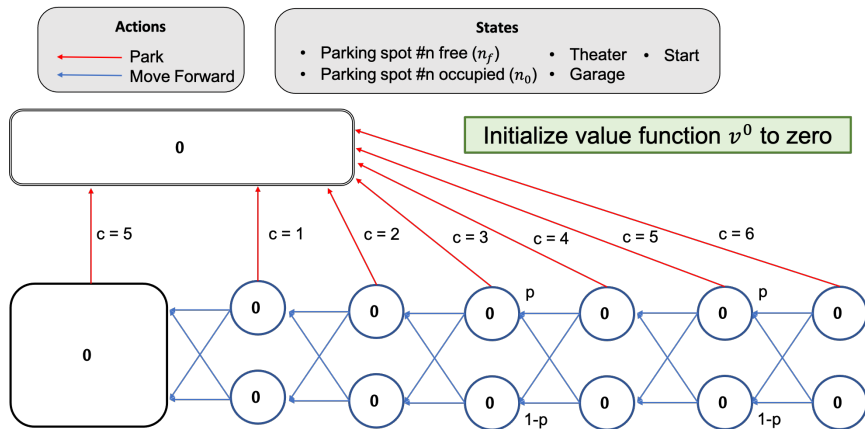 Actions
Park
Move Forward
States
• Parking spot #n free (n_f)
• Parking spot #n occupied (n_0)
• Theater
• Garage
• Start
0
Initialize value function v^0 to zero
c = 5
c = 1
c = 2
c = 3
c = 4
c = 5
c = 6
p
p
0
0
0
0
0
0
0
0
0
0
0
0
0
1-p
1-p